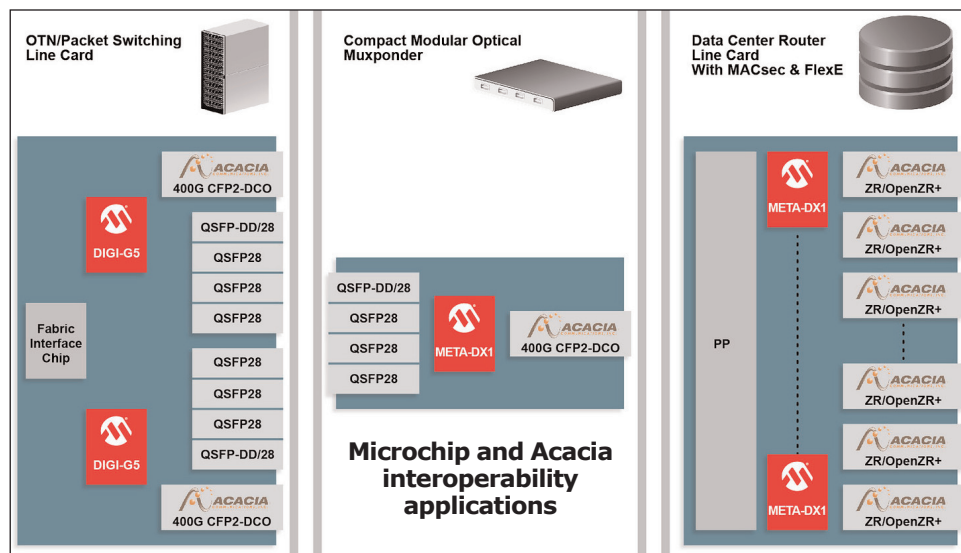 OTN/Packet Switching
Line Card
ACACIA
400G CFP2-DCO
DIGI-G5
QSFP-DD/28
QSFP28
QSFP28
QSFP28
Fabric
Interface
Chip
QSFP28
QSFP28
QSFP28
QSFP-DD/28
DIGI-G5
ACACIA
400G CFP2-DCO
Compact Modular Optical
Muxponder
QSFP-DD/28
QSFP28
QSFP28
QSFP28
META-DX1
ACACIA
400G CFP2-DCO
Microchip and Acacia
interoperability
applications
Data Center Router
Line Card
With MACsec & FlexE
PP
META-DX1
META-DX1
ACACIA
ZR/OpenZR+
ACACIA
ZR/OpenZR+
ACACIA
ZR/OpenZR+
ACACIA
ZR/OpenZR+
ACACIA
ZR/OpenZR+
ACACIA
ZR/OpenZR+